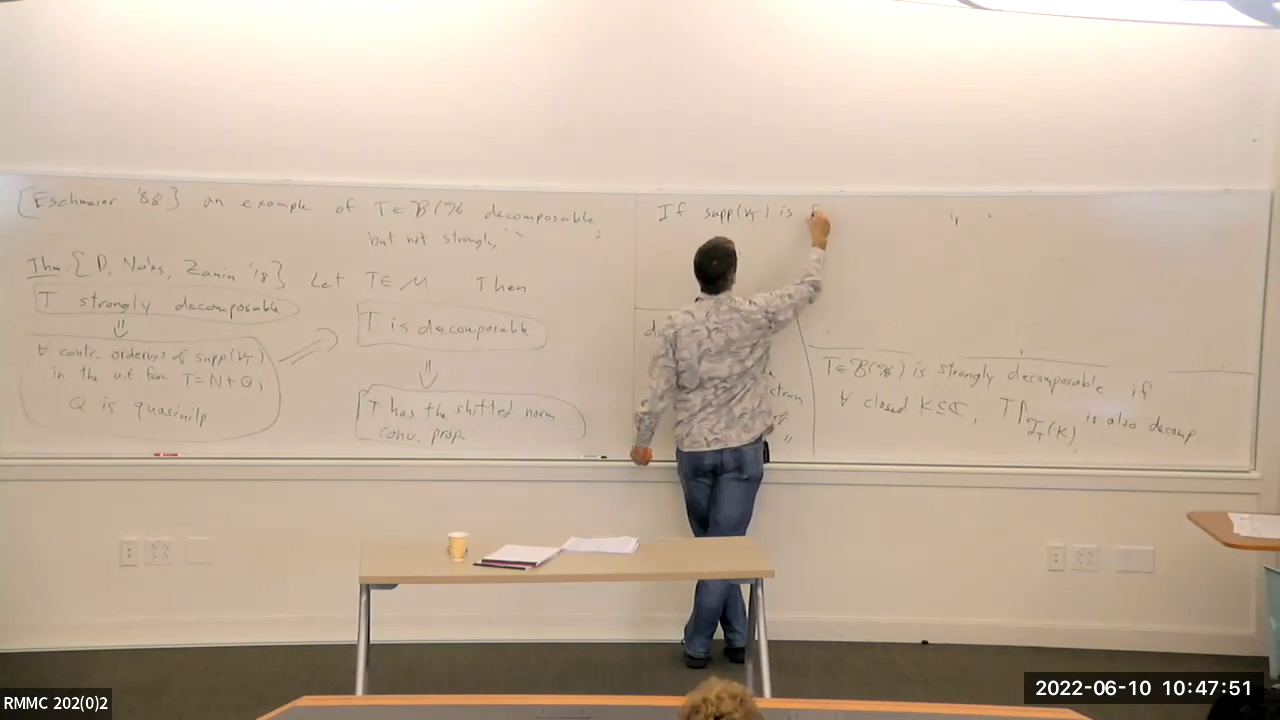 [Eschmeier '88] an example of T∈B(X) decomposable
but not strongly
Thm [D, Noles, Zanin '18] Let T∈M Then
T strongly decomposable
⇓
∀ contc. orderings of supp(ν_T)
in the u.t. form T=N+Q,
Q is quasinilp
T is decomposable
⇓
T has the shifted norm
conv. prop.
If supp(ν_T) is
T∈B(X) is strongly decomposable if
∀ closed K⊆ℂ, T↾ is also decomp
RMMC 202(0)2
2022-06-10 10:47:51